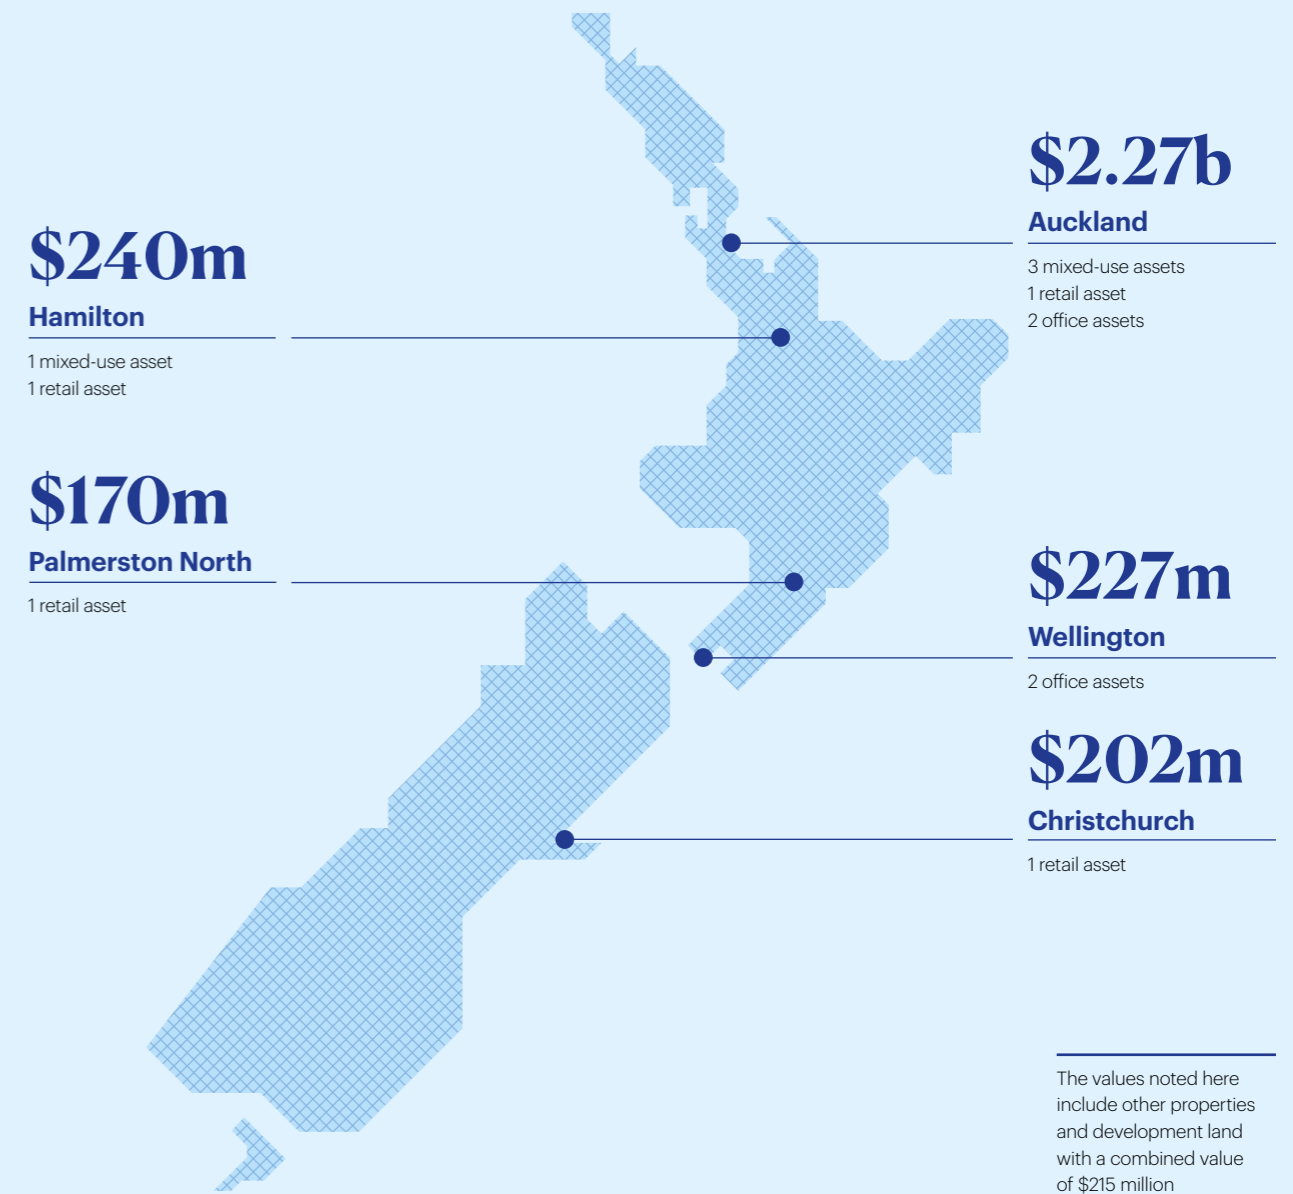 $240m
Hamilton
1 mixed-use asset
1 retail asset
$170m
Palmerston North
1 retail asset
$2.27b
Auckland
3 mixed-use assets
1 retail asset
2 office assets
$227m
Wellington
2 office assets
$202m
Christchurch
1 retail asset
The values noted here
include other properties
and development land
with a combined value
of $215 million